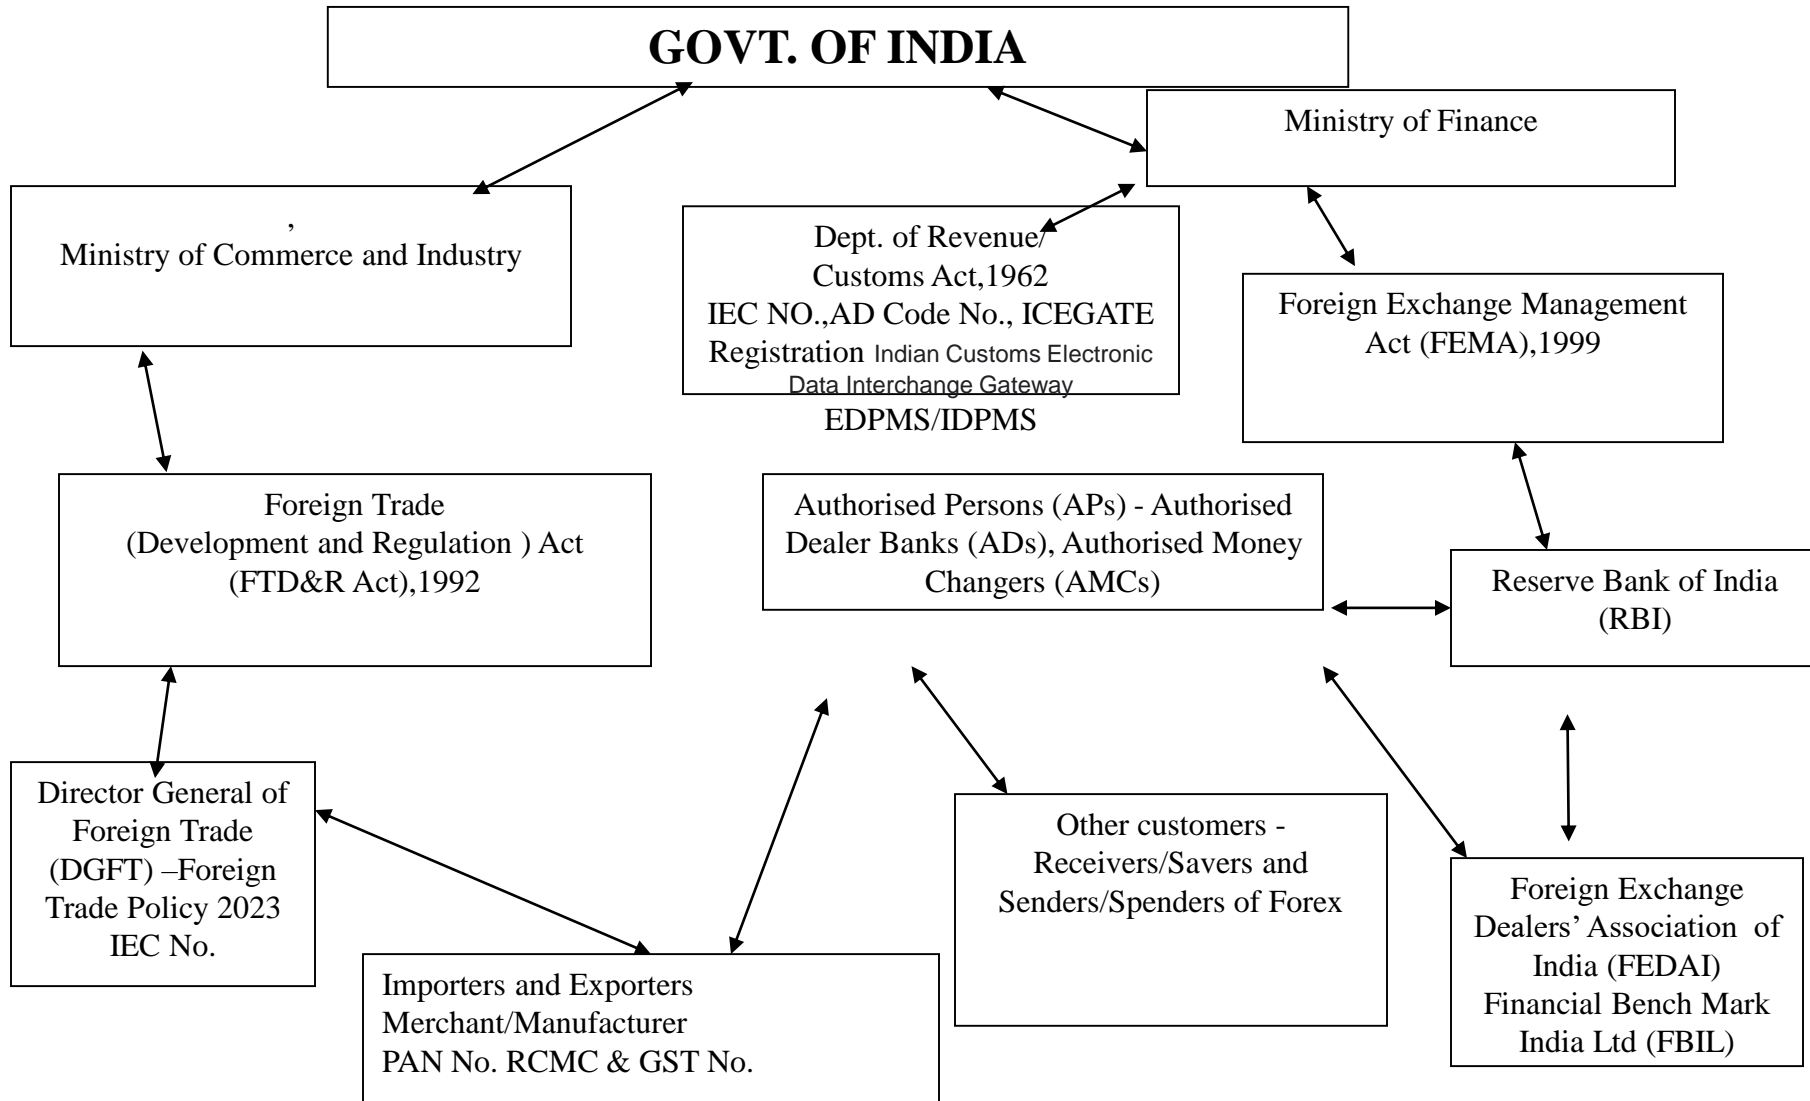 GOVT. OF INDIA
Ministry of Finance
,
Ministry of Commerce and Industry
Dept. of Revenue/
Customs Act,1962
IEC NO.,AD Code No., ICEGATE
Registration Indian Customs Electronic
Data Interchange Gateway
EDPMS/IDPMS
Foreign Exchange Management
Act (FEMA),1999
Foreign Trade
(Development and Regulation ) Act
(FTD&R Act),1992
Authorised Persons (APs) - Authorised
Dealer Banks (ADs), Authorised Money
Changers (AMCs)
Reserve Bank of India
(RBI)
Director General of
Foreign Trade
(DGFT) –Foreign
Trade Policy 2023
IEC No.
Other customers -
Receivers/Savers and
Senders/Spenders of Forex
Foreign Exchange
Dealers’ Association of
India (FEDAI)
Financial Bench Mark
India Ltd (FBIL)
Importers and Exporters
Merchant/Manufacturer
PAN No. RCMC & GST No.